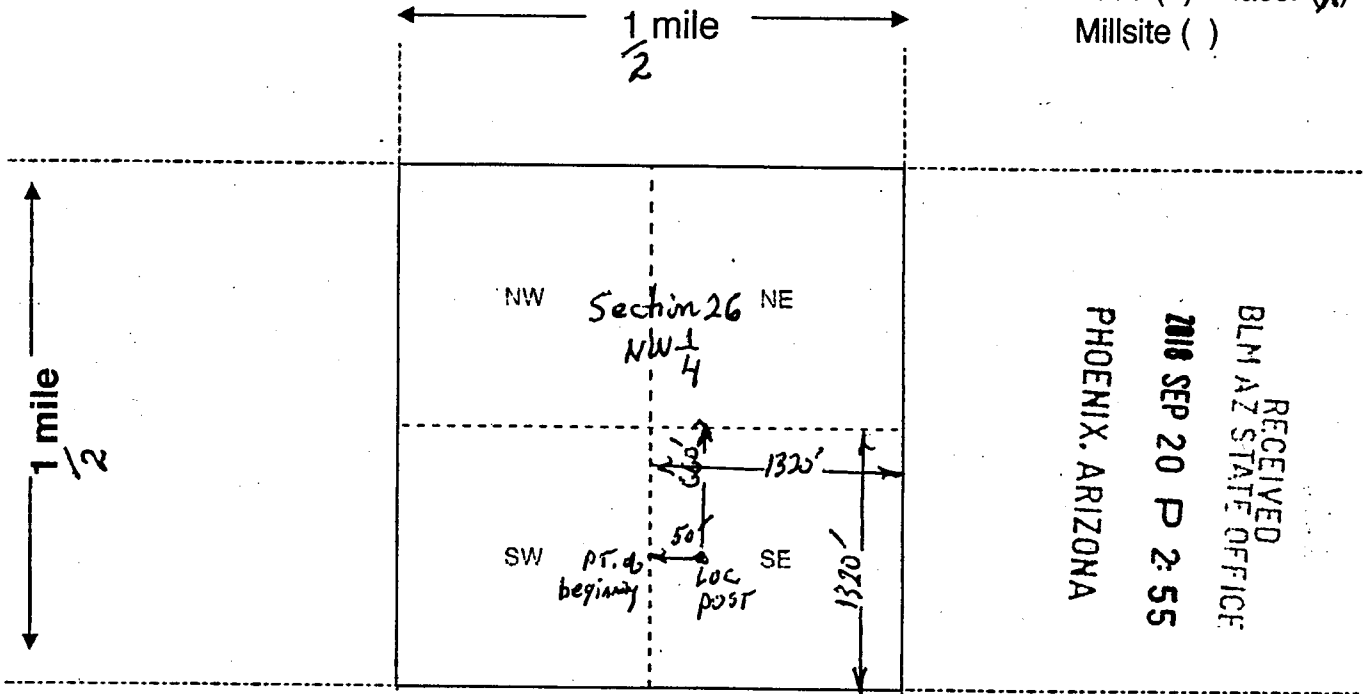 1 mile
/2
Millsite ( )
NW
Section 26
NE
NW 1/4
1 mile
/2
660'
1320'
50'
SW
PT. of
beginning
LOC
POST
SE
1320'
RECEIVED
BLM AZ STATE OFFICE
2018 SEP 20 P 2:55
PHOENIX, ARIZONA